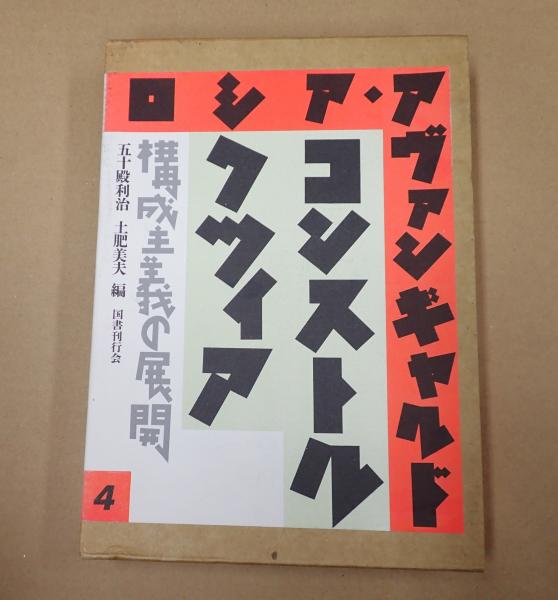 ロシア・アヴァンギャルド
コンストル
クツィア
構成主義の展開
五十殿利治 土肥美夫 編
国書刊行会
4